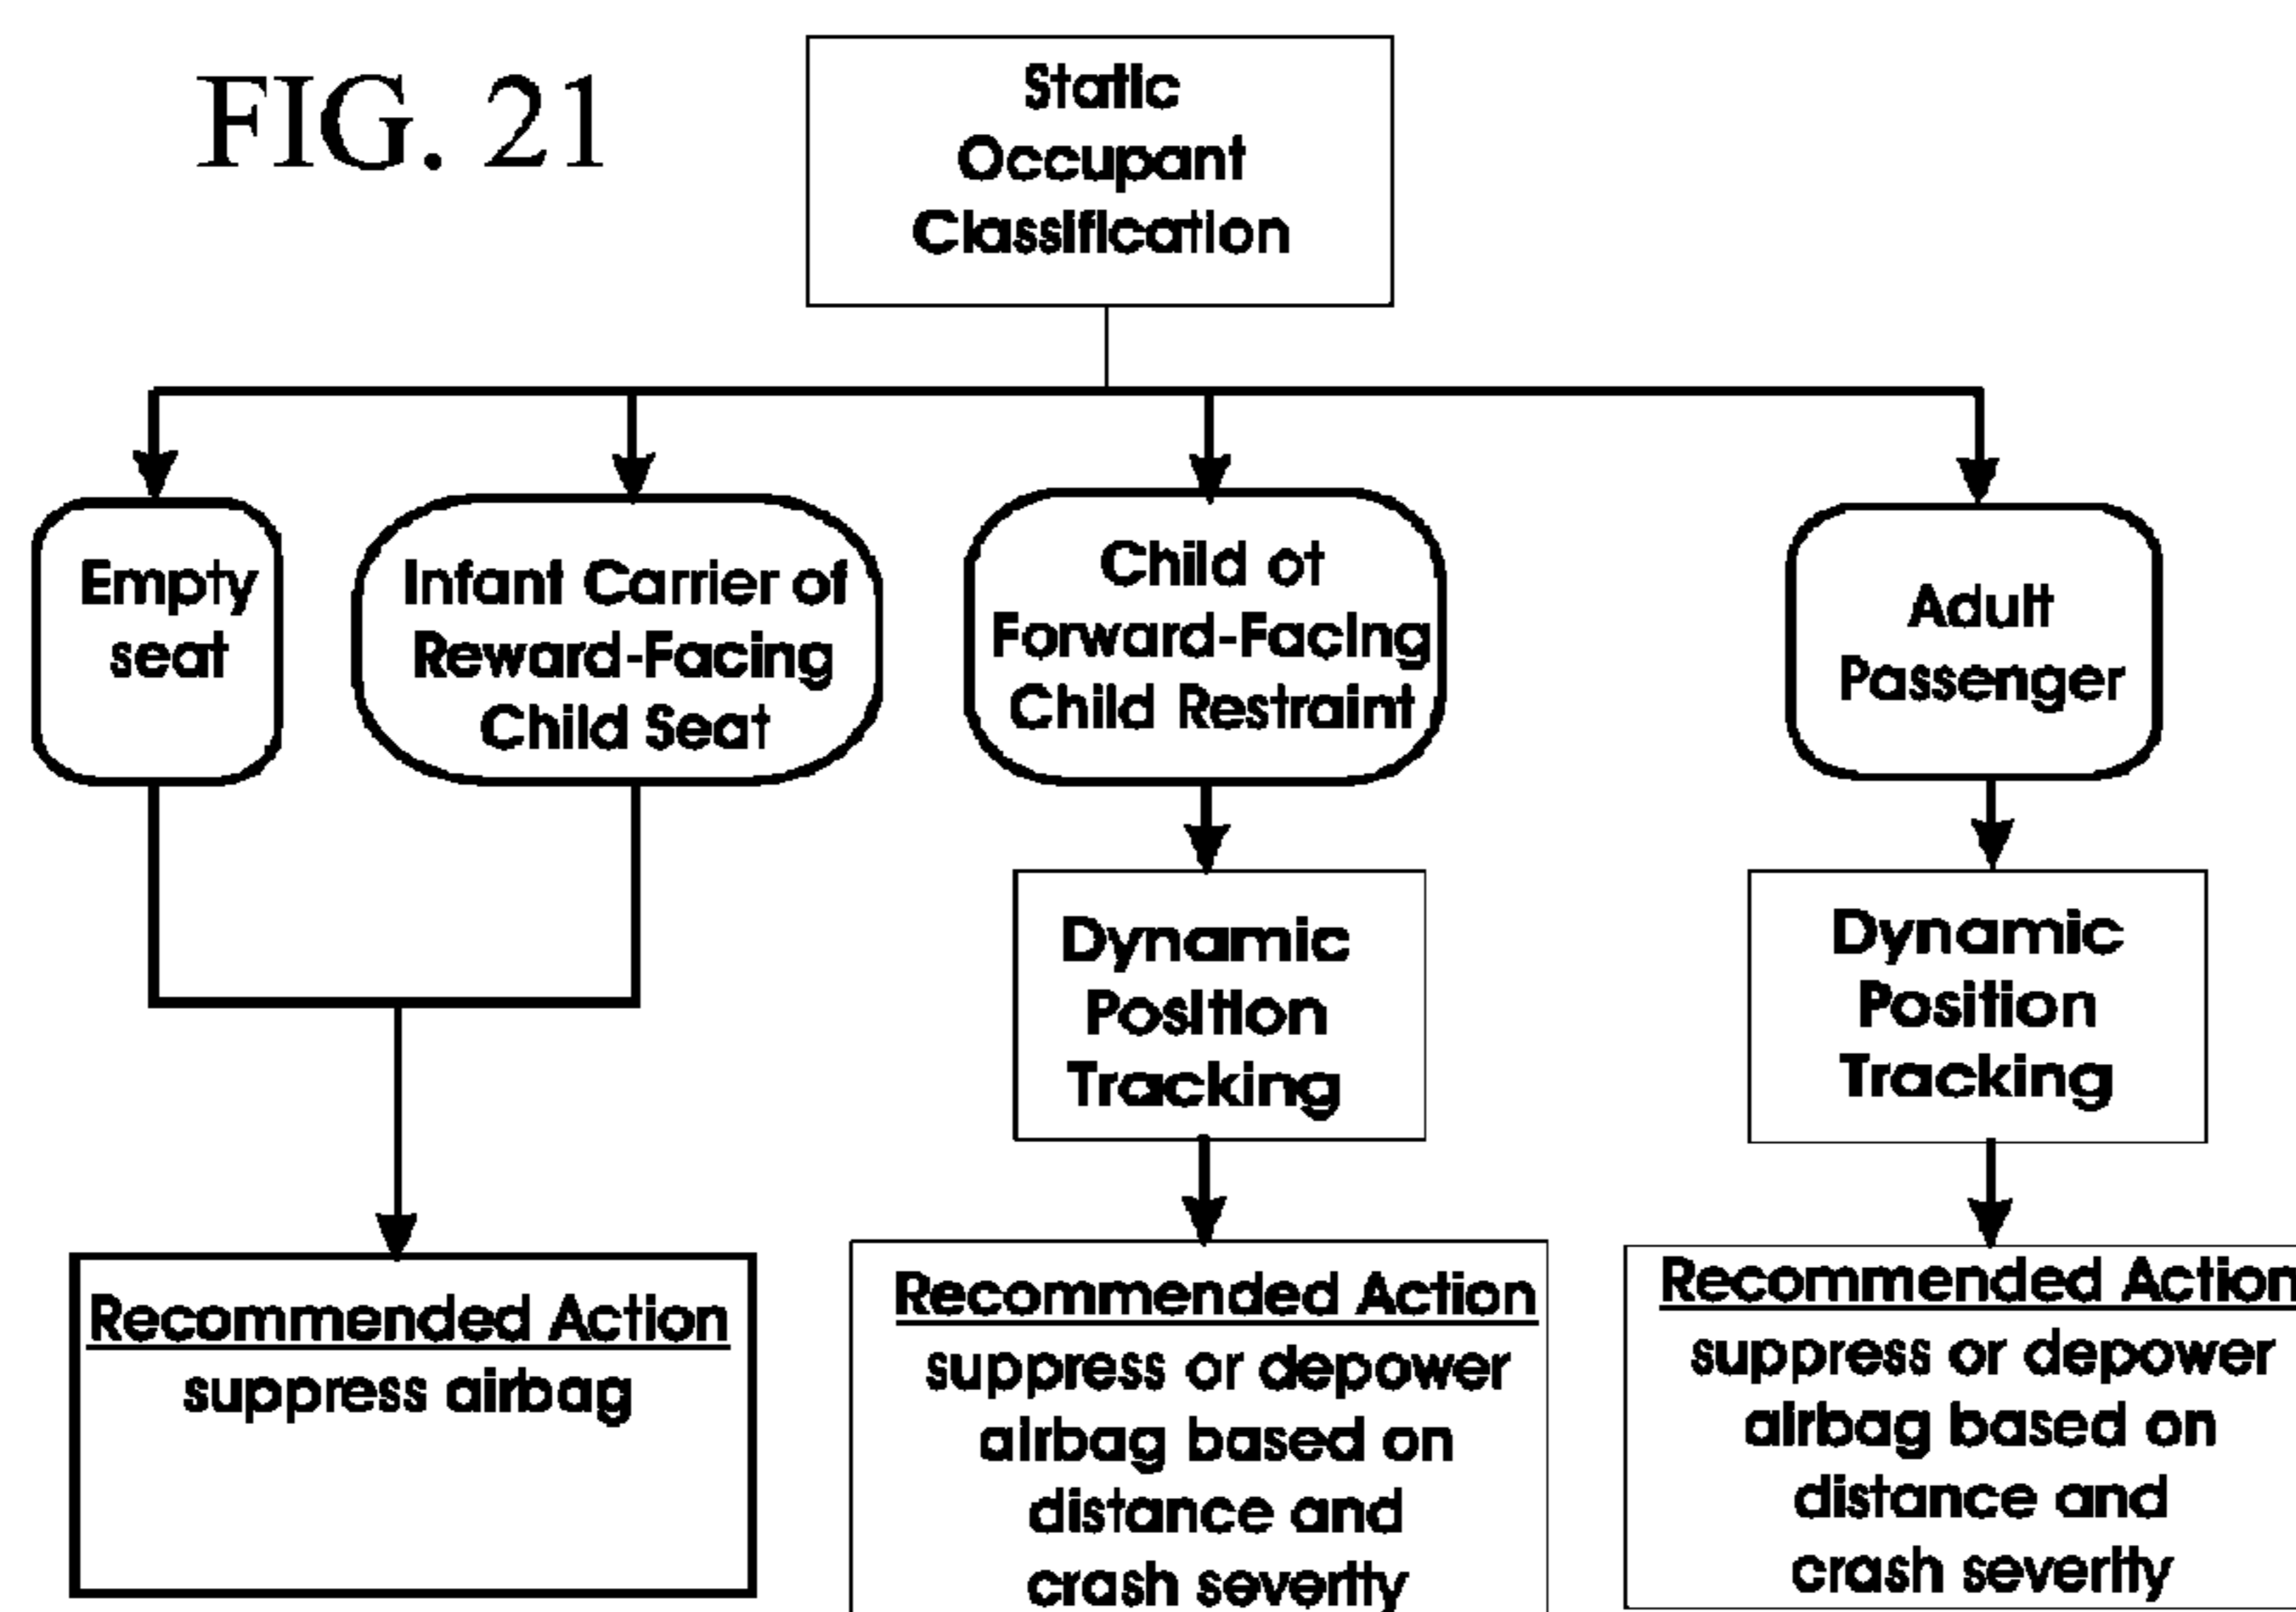 FIG. 21
Static
Occupant
Classification
Empty
seat
Infant Carrier of
Reward-Facing
Child Seat
Child ot
Forward-Facing
Child Restraint
Adult
Passenger
Dynamic
Position
Tracking
Dynamic
Position
Tracking
Recommended Action
suppress airbag
Recommended Action
suppress or depower
airbag based on
distance and
crash severity
Recommended Action
suppress or depower
airbag based on
distance and
crash severity